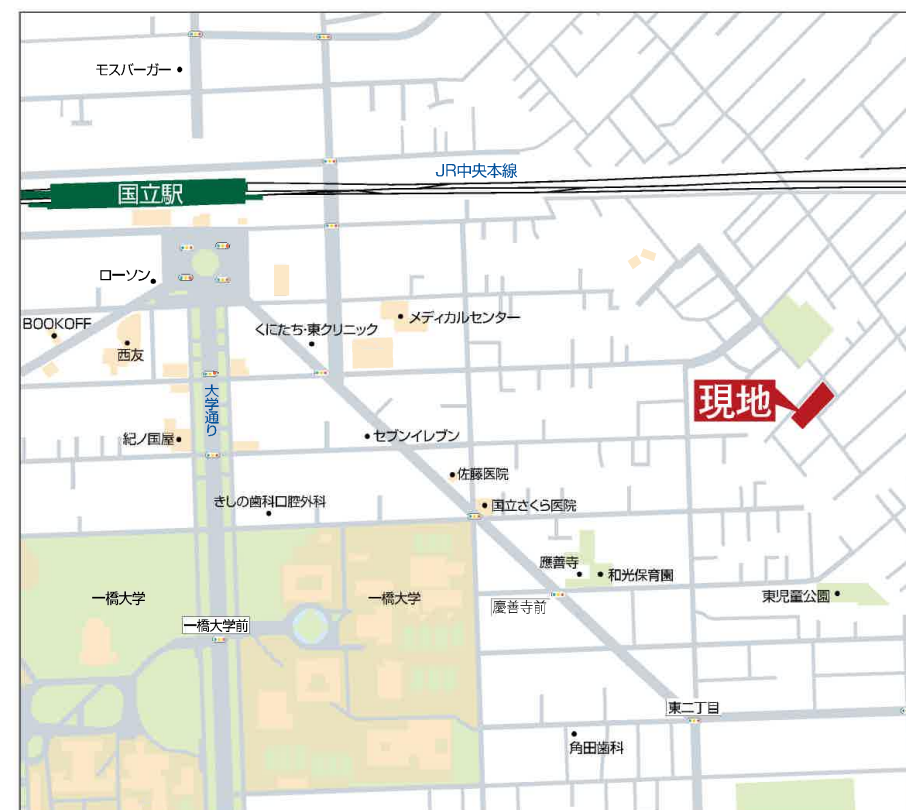 モスバーガー
JR中央本線
国立駅
ローソン
BOOKOFF
西友
くにたち・東クリニック
メディカルセンター
大学通り
現地
紀ノ国屋
セブンイレブン
佐藤医院
きしの歯科口腔外科
国立さくら医院
應善寺
和光保育園
一橋大学
一橋大学
慶善寺前
東児童公園
一橋大学前
東二丁目
角田歯科